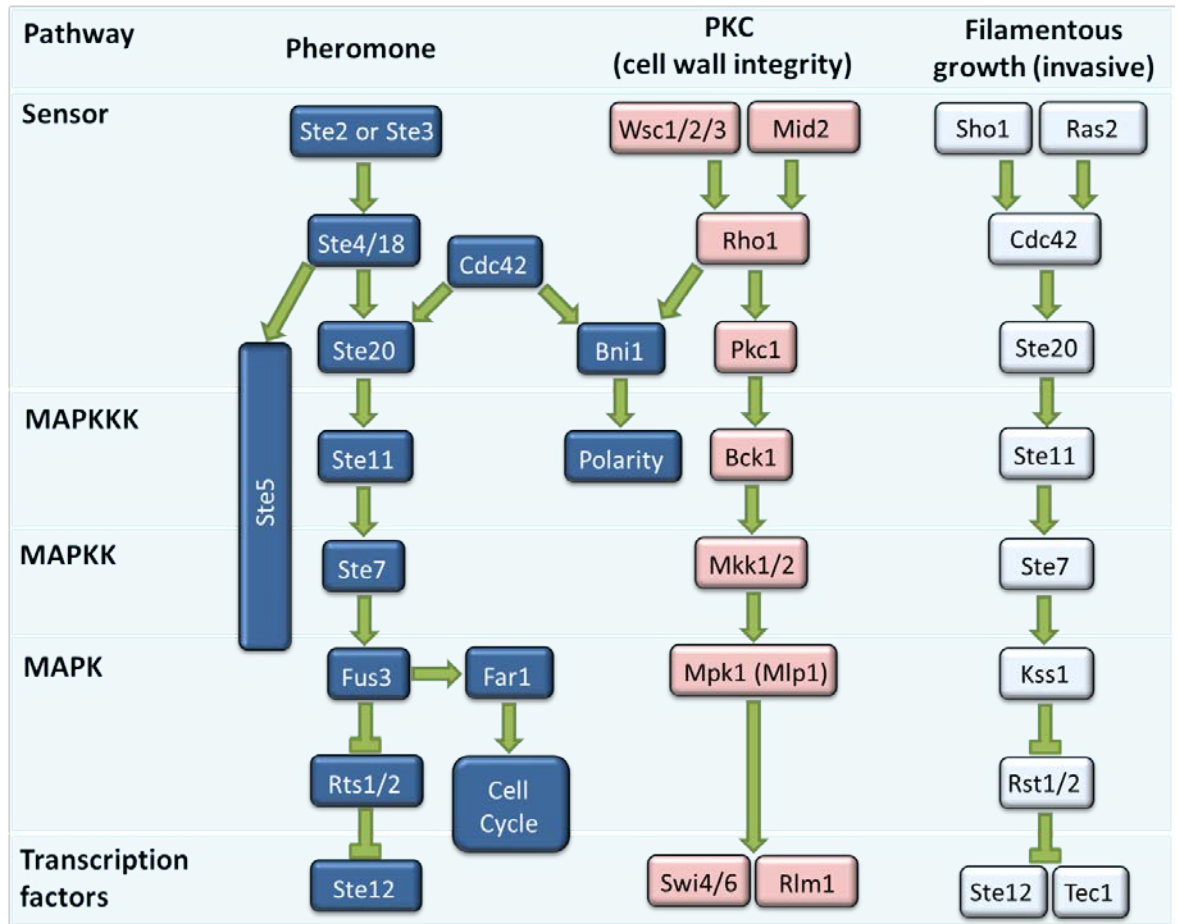 Pathway
Pheromone
PKC
(cell wall integrity)
Filamentous
growth (invasive)
Sensor
Ste2 or Ste3
Wsc1/2/3
Mid2
Sho1
Ras2
Ste4/18
Cdc42
Rho1
Cdc42
Ste20
Bni1
Pkc1
Ste20
Ste5
MAPKKK
Ste11
Polarity
Bck1
Ste11
MAPKK
Ste7
Mkk1/2
Ste7
MAPK
Fus3
Far1
Mpk1 (Mlp1)
Kss1
Rts1/2
Cell
Cycle
Rst1/2
Transcription
factors
Ste12
Swi4/6
Rlm1
Ste12
Tec1